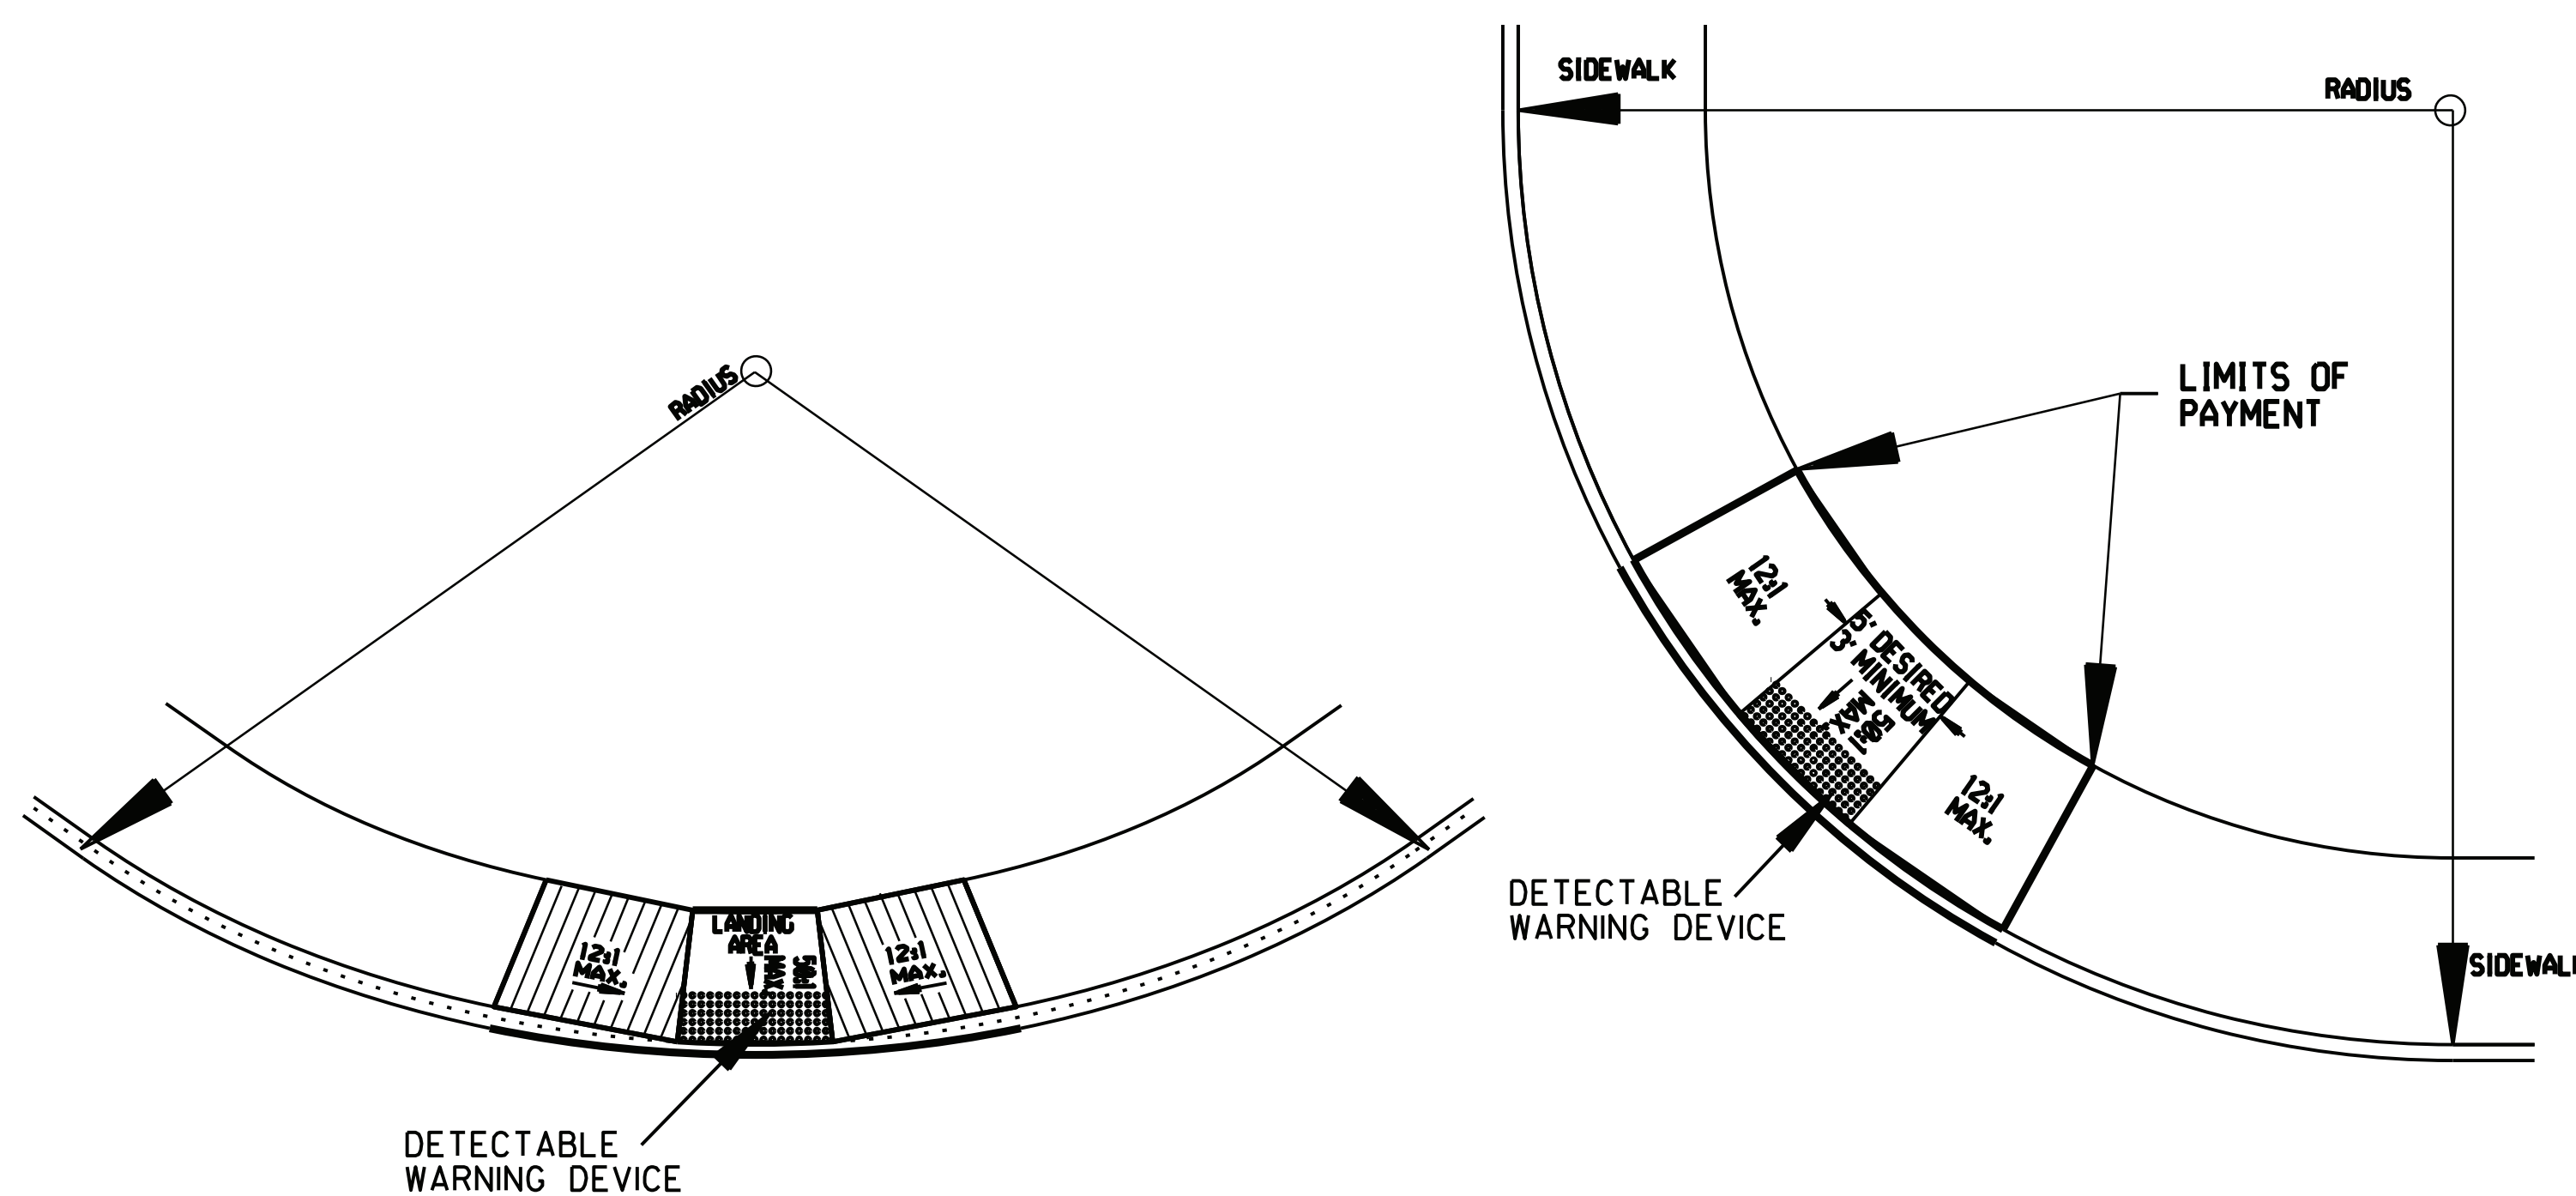 RADIUS
12:1
MAX.
LANDING
AREA
50:1
MAX
12:1
MAX.
DETECTABLE
WARNING DEVICE
SIDEWALK
RADIUS
LIMITS OF
PAYMENT
12:1
MAX.
5' DESIRED
3' MINIMUM
50:1
MAX
12:1
MAX.
DETECTABLE
WARNING DEVICE
SIDEWAL